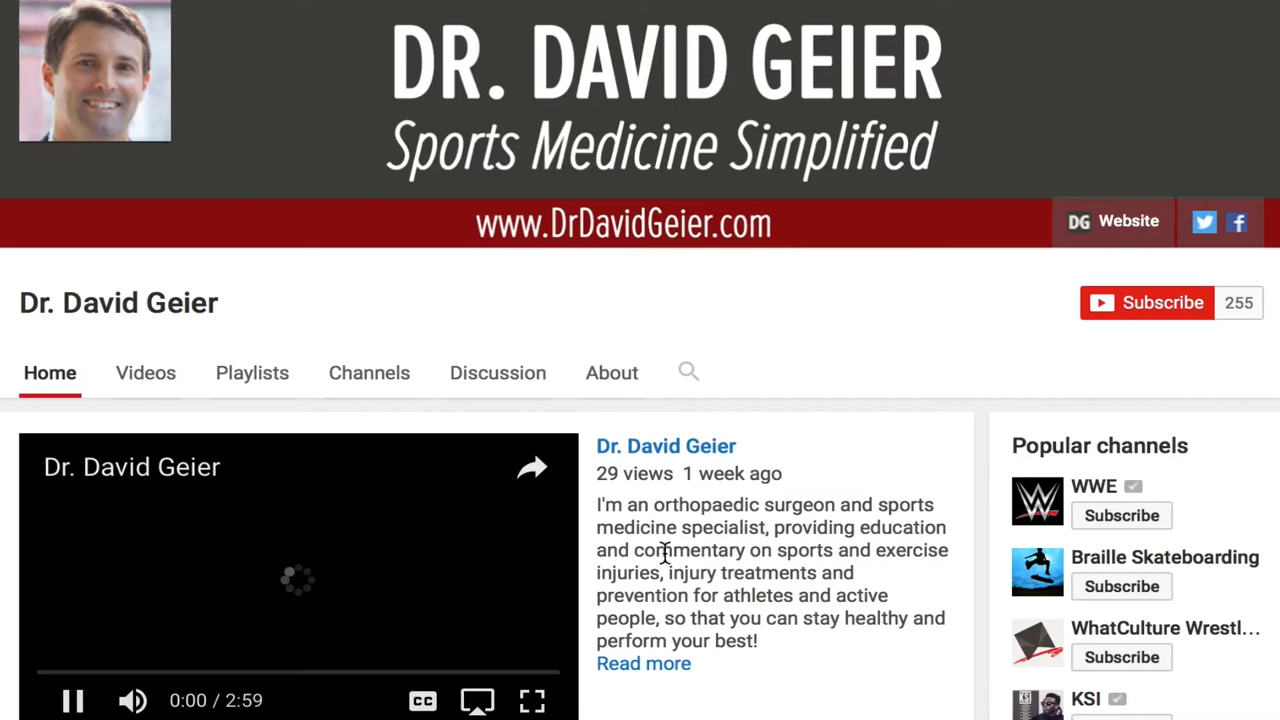 DR. DAVID GEIER
Sports Medicine Simplified
www.DrDavidGeier.com
DG Website
Dr. David Geier
Subscribe 255
Home Videos Playlists Channels Discussion About
Dr. David Geier
CC
0:00 / 2:59
Dr. David Geier
29 views 1 week ago
I'm an orthopaedic surgeon and sports
medicine specialist, providing education
and commentary on sports and exercise
injuries, injury treatments and
prevention for athletes and active
people, so that you can stay healthy and
perform your best!
Read more
Popular channels
WWE
Subscribe
Braille Skateboarding
Subscribe
WhatCulture Wrestl...
Subscribe
KSI
KSI